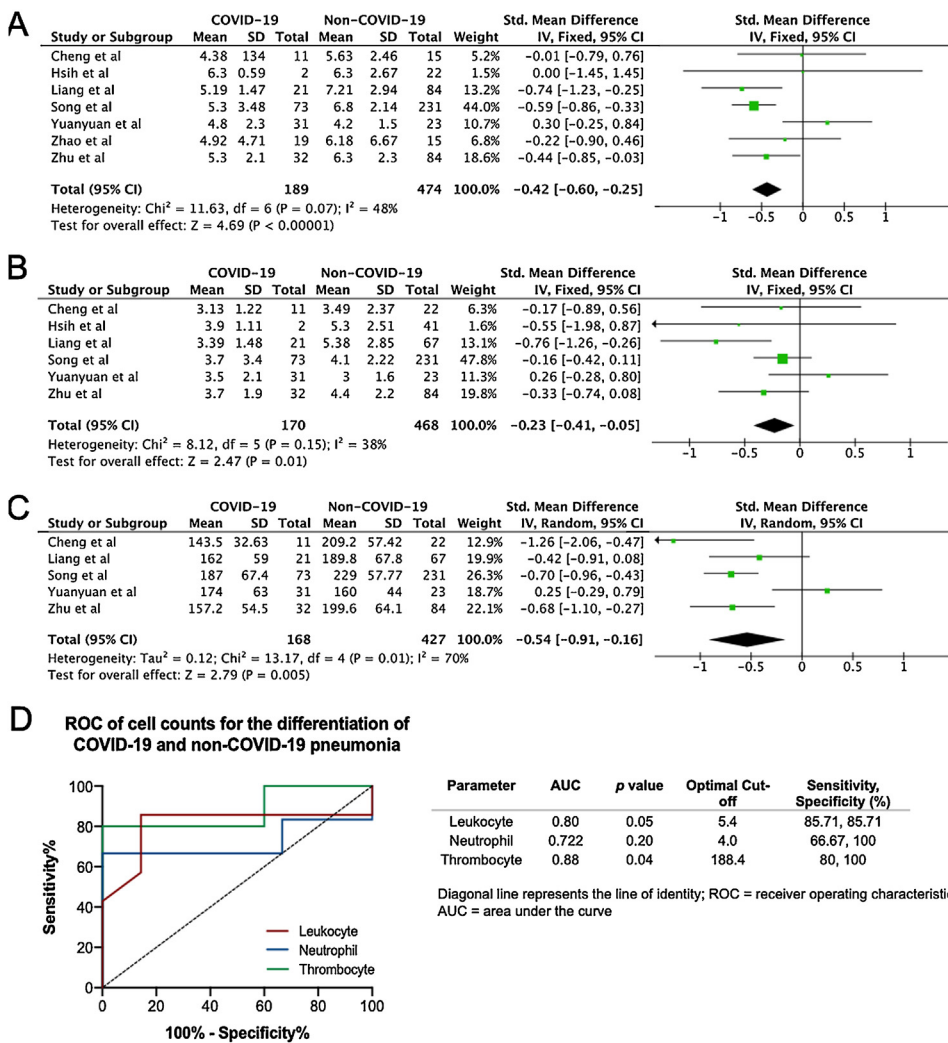 A
COVID-19 Non-COVID-19 Std. Mean Difference Std. Mean Difference
Study or Subgroup Mean SD Total Mean SD Total Weight IV, Fixed, 95% CI IV, Fixed, 95% CI
Cheng et al 4.38 134 11 5.63 2.46 15 5.2% -0.01 [-0.79, 0.76]
Hsih et al 6.3 0.59 2 6.3 2.67 22 1.5% 0.00 [-1.45, 1.45]
Liang et al 5.19 1.47 21 7.21 2.94 84 13.2% -0.74 [-1.23, -0.25]
Song et al 5.3 3.48 73 6.8 2.14 231 44.0% -0.59 [-0.86, -0.33]
Yuanyuan et al 4.8 2.3 31 4.2 1.5 23 10.7% 0.30 [-0.25, 0.84]
Zhao et al 4.92 4.71 19 6.18 6.67 15 6.8% -0.22 [-0.90, 0.46]
Zhu et al 5.3 2.1 32 6.3 2.3 84 18.6% -0.44 [-0.85, -0.03]
Total (95% CI) 189 474 100.0% -0.42 [-0.60, -0.25]
Heterogeneity: Chi² = 11.63, df = 6 (P = 0.07); I² = 48%
Test for overall effect: Z = 4.69 (P < 0.00001)
-1 -0.5 0 0.5 1
B
COVID-19 Non-COVID-19 Std. Mean Difference Std. Mean Difference
Study or Subgroup Mean SD Total Mean SD Total Weight IV, Fixed, 95% CI IV, Fixed, 95% CI
Cheng et al 3.13 1.22 11 3.49 2.37 22 6.3% -0.17 [-0.89, 0.56]
Hsih et al 3.9 1.11 2 5.3 2.51 41 1.6% -0.55 [-1.98, 0.87]
Liang et al 3.39 1.48 21 5.38 2.85 67 13.1% -0.76 [-1.26, -0.26]
Song et al 3.7 3.4 73 4.1 2.22 231 47.8% -0.16 [-0.42, 0.11]
Yuanyuan et al 3.5 2.1 31 3 1.6 23 11.3% 0.26 [-0.28, 0.80]
Zhu et al 3.7 1.9 32 4.4 2.2 84 19.8% -0.33 [-0.74, 0.08]
Total (95% CI) 170 468 100.0% -0.23 [-0.41, -0.05]
Heterogeneity: Chi² = 8.12, df = 5 (P = 0.15); I² = 38%
Test for overall effect: Z = 2.47 (P = 0.01)
-1 -0.5 0 0.5 1
C
COVID-19 Non-COVID-19 Std. Mean Difference Std. Mean Difference
Study or Subgroup Mean SD Total Mean SD Total Weight IV, Random, 95% CI IV, Random, 95% CI
Cheng et al 143.5 32.63 11 209.2 57.42 22 12.9% -1.26 [-2.06, -0.47]
Liang et al 162 59 21 189.8 67.8 67 19.9% -0.42 [-0.91, 0.08]
Song et al 187 67.4 73 229 57.77 231 26.3% -0.70 [-0.96, -0.43]
Yuanyuan et al 174 63 31 160 44 23 18.7% 0.25 [-0.29, 0.79]
Zhu et al 157.2 54.5 32 199.6 64.1 84 22.1% -0.68 [-1.10, -0.27]
Total (95% CI) 168 427 100.0% -0.54 [-0.91, -0.16]
Heterogeneity: Tau² = 0.12; Chi² = 13.17, df = 4 (P = 0.01); I² = 70%
Test for overall effect: Z = 2.79 (P = 0.005)
-1 -0.5 0 0.5 1
D
ROC of cell counts for the differentiation of
COVID-19 and non-COVID-19 pneumonia
Sensitivity%
100
80
60
40
20
0
Leukocyte
Neutrophil
Thrombocyte
0 20 40 60 80 100
100% - Specificity%
Parameter AUC p value Optimal Cut-off Sensitivity, Specificity (%)
Leukocyte 0.80 0.05 5.4 85.71, 85.71
Neutrophil 0.722 0.20 4.0 66.67, 100
Thrombocyte 0.88 0.04 188.4 80, 100
Diagonal line represents the line of identity; ROC = receiver operating characteristic
AUC = area under the curve